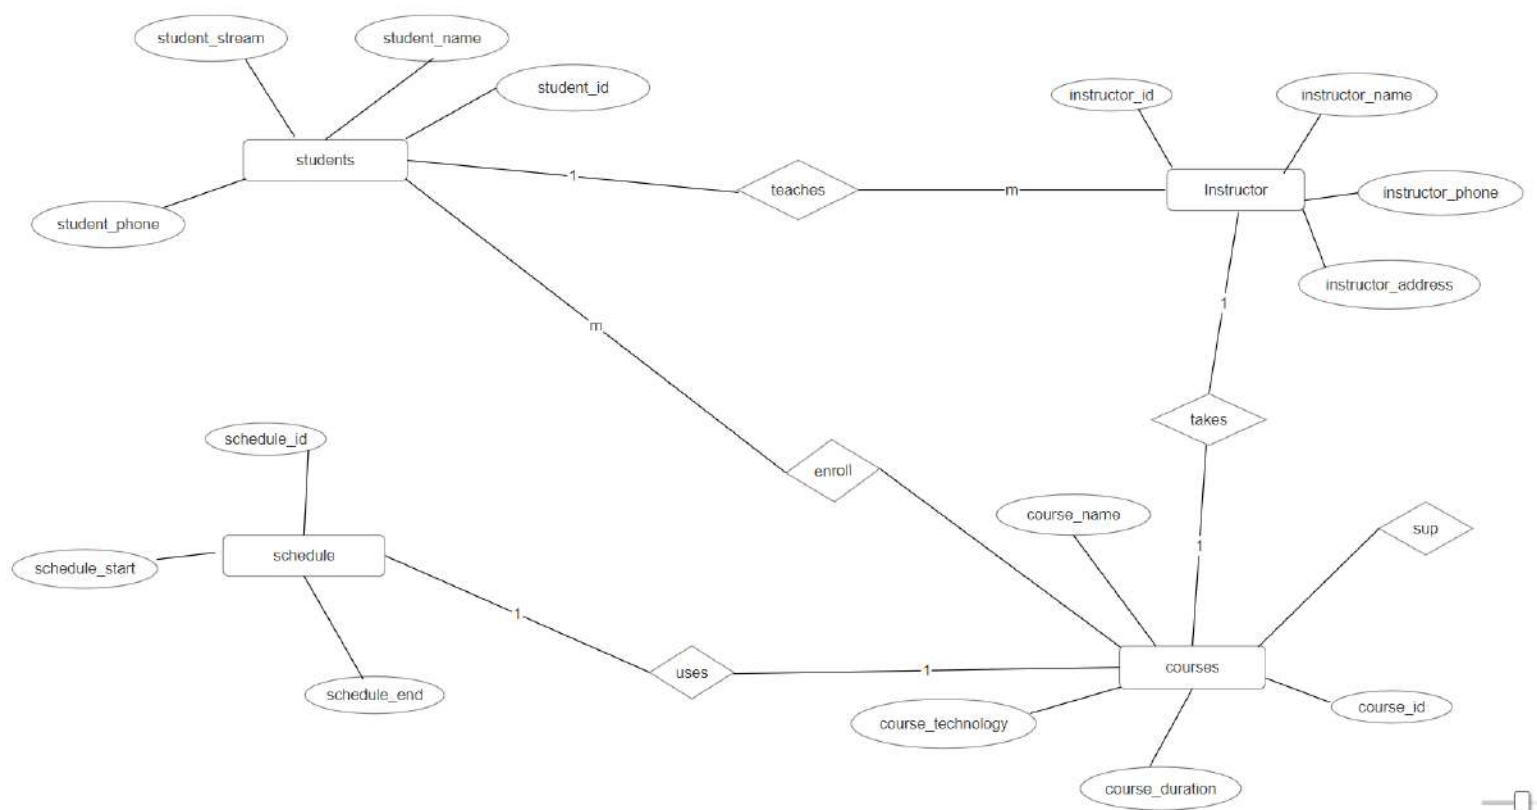 student_stream
student_name
student_id
instructor_id
instructor_name
students
teaches
Instructor
instructor_phone
student_phone
1
m
instructor_address
1
m
schedule_id
takes
enroll
course_name
sup
schedule
schedule_start
1
1
uses
1
courses
schedule_end
course_technology
course_id
course_duration